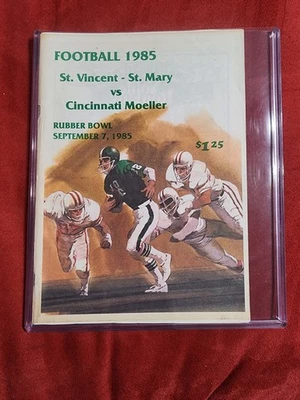 FOOTBALL 1985
St. Vincent - St. Mary
vs
Cincinnati Moeller
RUBBER BOWL
SEPTEMBER 7, 1985
$1.25